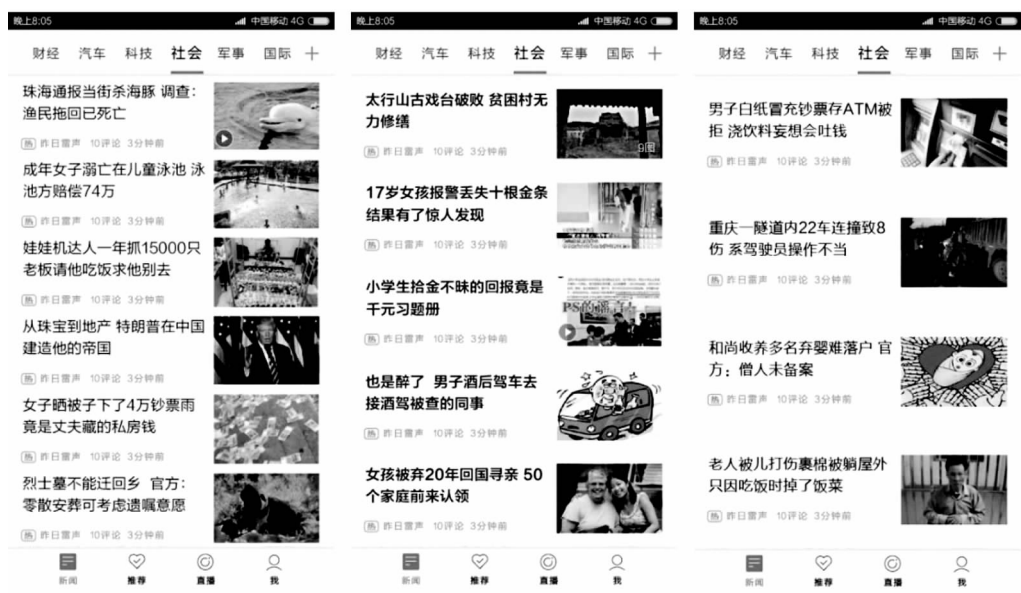 晚上8:05 中国移动 4G
财经 汽车 科技 社会 军事 国际 +
珠海通报当街杀海豚 调查：
渔民拖回已死亡
热 昨日雷声 10评论 3分钟前
成年女子溺亡在儿童泳池 泳
池方赔偿74万
热 昨日雷声 10评论 3分钟前
娃娃机达人一年抓15000只
老板请他吃饭求他别去
热 昨日雷声 10评论 3分钟前
从珠宝到地产 特朗普在中国
建造他的帝国
热 昨日雷声 10评论 3分钟前
女子晒被子下了4万钞票雨
竟是丈夫藏的私房钱
热 昨日雷声 10评论 3分钟前
烈士墓不能迁回乡 官方：
零散安葬可考虑遗嘱意愿
热 昨日雷声 10评论 3分钟前
新闻 推荐 直播 我
晚上8:05 中国移动 4G
财经 汽车 科技 社会 军事 国际 +
太行山古戏台破败 贫困村无
力修缮
9图
热 昨日雷声 10评论 3分钟前
17岁女孩报警丢失十根金条
结果有了惊人发现
热 昨日雷声 10评论 3分钟前
小学生拾金不昧的回报竟是
千元习题册
热 昨日雷声 10评论 3分钟前
也是醉了 男子酒后驾车去
接酒驾被查的同事
热 昨日雷声 10评论 3分钟前
女孩被弃20年回国寻亲 50
个家庭前来认领
热 昨日雷声 10评论 3分钟前
新闻 推荐 直播 我
晚上8:05 中国移动 4G
财经 汽车 科技 社会 军事 国际 +
男子白纸冒充钞票存ATM被
拒 浇饮料妄想会吐钱
热 昨日雷声 10评论 3分钟前
重庆一隧道内22车连撞致8
伤 系驾驶员操作不当
热 昨日雷声 10评论 3分钟前
和尚收养多名弃婴难落户 官
方：僧人未备案
热 昨日雷声 10评论 3分钟前
老人被儿打伤裹棉被躺屋外
只因吃饭时掉了饭菜
热 昨日雷声 10评论 3分钟前
新闻 推荐 直播 我